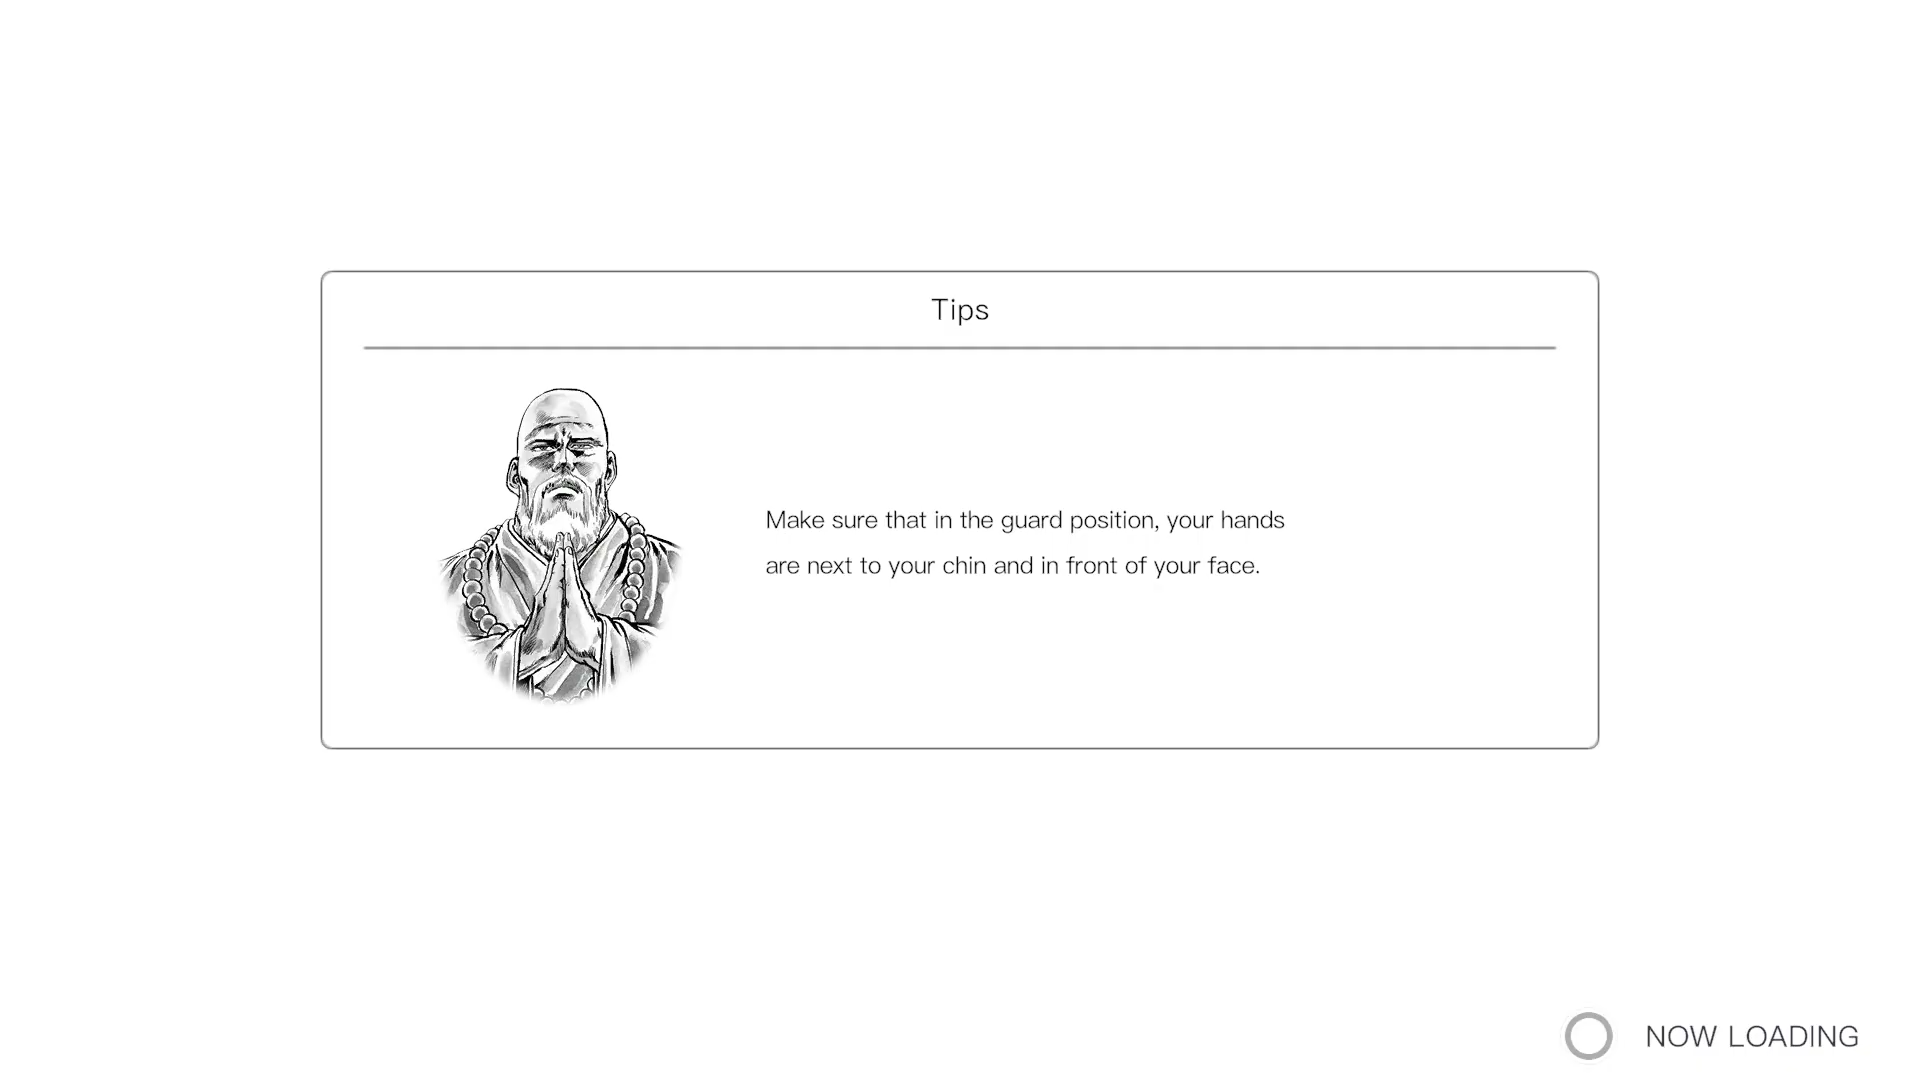 Tips
Make sure that in the guard position, your hands
are next to your chin and in front of your face.
NOW LOADING